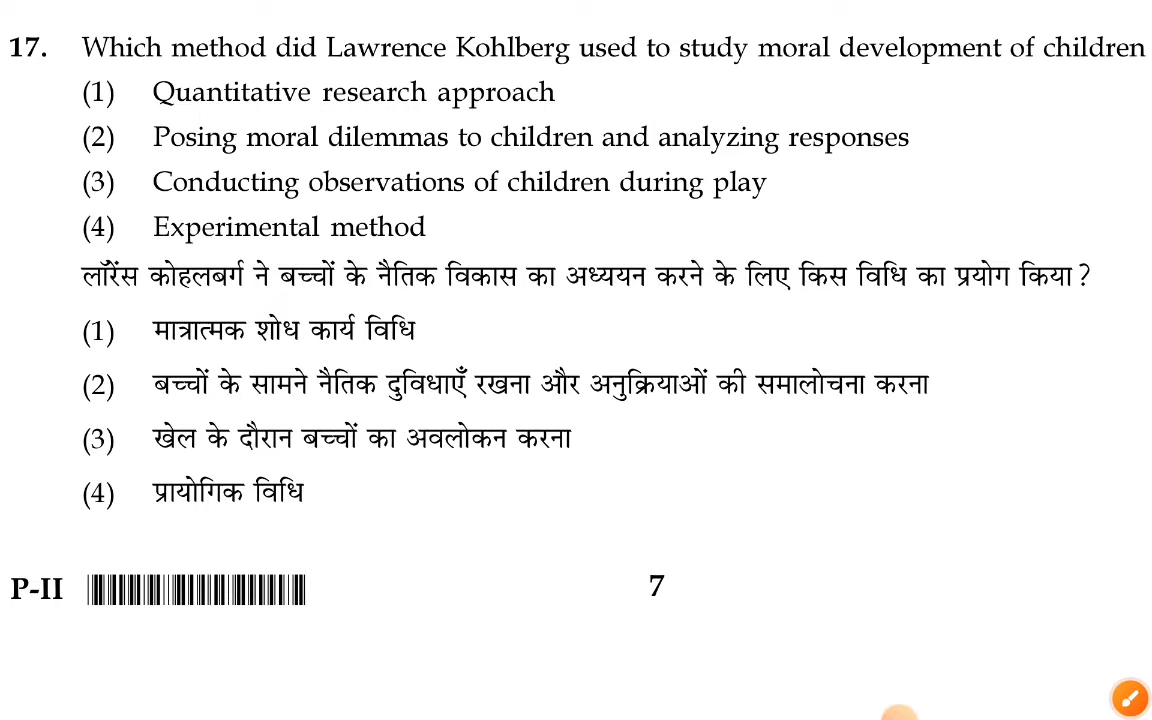 17. Which method did Lawrence Kohlberg used to study moral development of children
(1) Quantitative research approach
(2) Posing moral dilemmas to children and analyzing responses
(3) Conducting observations of children during play
(4) Experimental method
लॉरेंस कोहलबर्ग ने बच्चों के नैतिक विकास का अध्ययन करने के लिए किस विधि का प्रयोग किया ?
(1) मात्रात्मक शोध कार्य विधि
(2) बच्चों के सामने नैतिक दुविधाएँ रखना और अनुक्रियाओं की समालोचना करना
(3) खेल के दौरान बच्चों का अवलोकन करना
(4) प्रायोगिक विधि
P-II 7